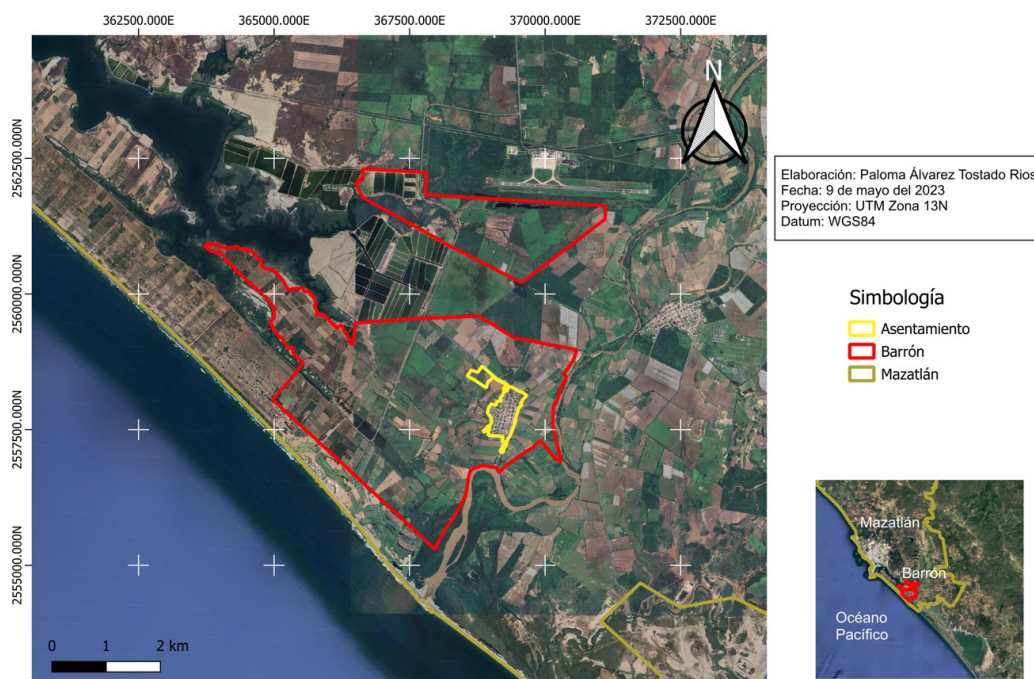 362500.000E 365000.000E 367500.000E 370000.000E 372500.000E
2562500.000N
2560000.000N
2557500.000N
2555000.000N
N
0 1 2 km
Elaboración: Paloma Álvarez Tostado Rios
Fecha: 9 de mayo del 2023
Proyección: UTM Zona 13N
Datum: WGS84
Simbología
Asentamiento
Barrón
Mazatlán
Mazatlán
Barrón
Océano
Pacífico